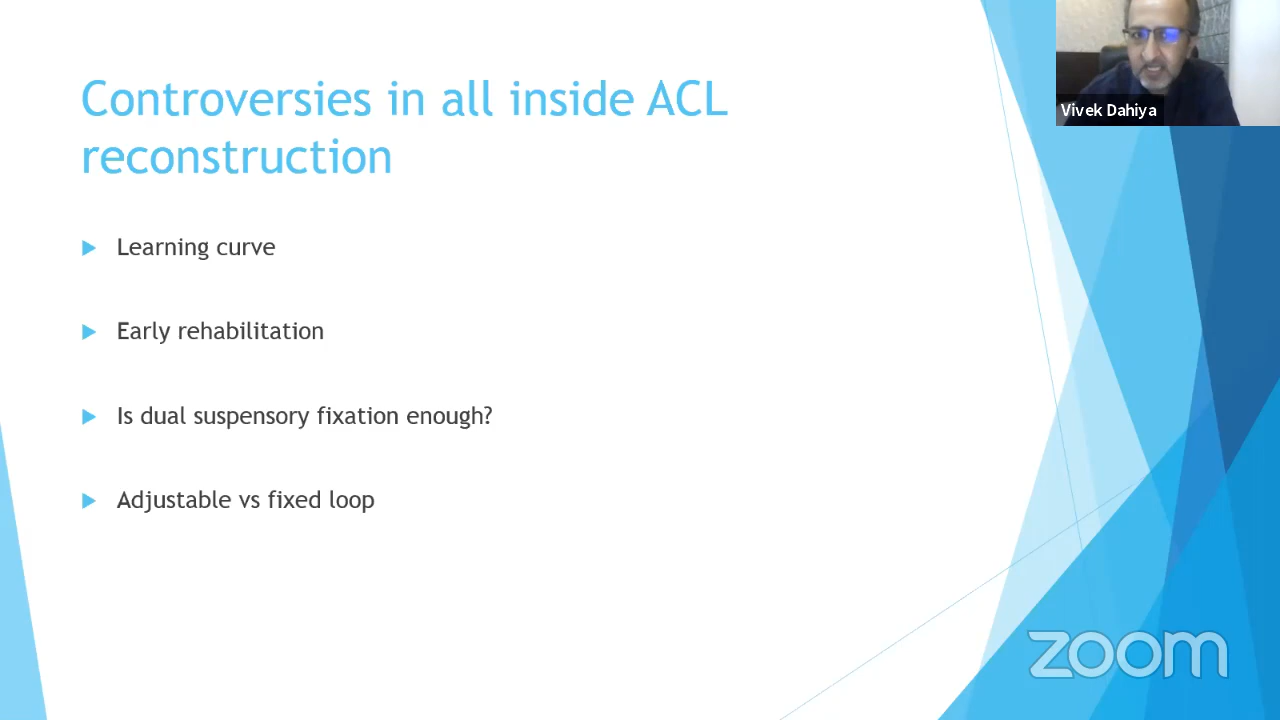 Controversies in all inside ACL
reconstruction
Learning curve
Early rehabilitation
Is dual suspensory fixation enough?
Adjustable vs fixed loop
Vivek Dahiya
zoom